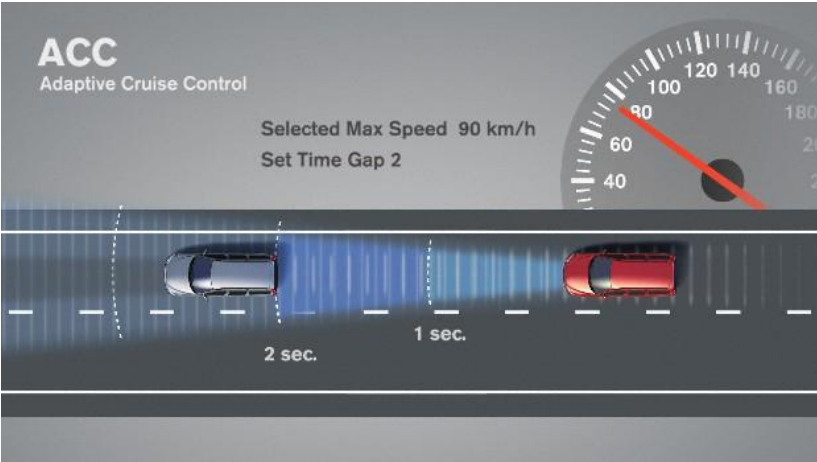 ACC
Adaptive Cruise Control
Selected Max Speed 90 km/h
Set Time Gap 2
40
60
80
100
120
140
160
180
2 sec.
1 sec.